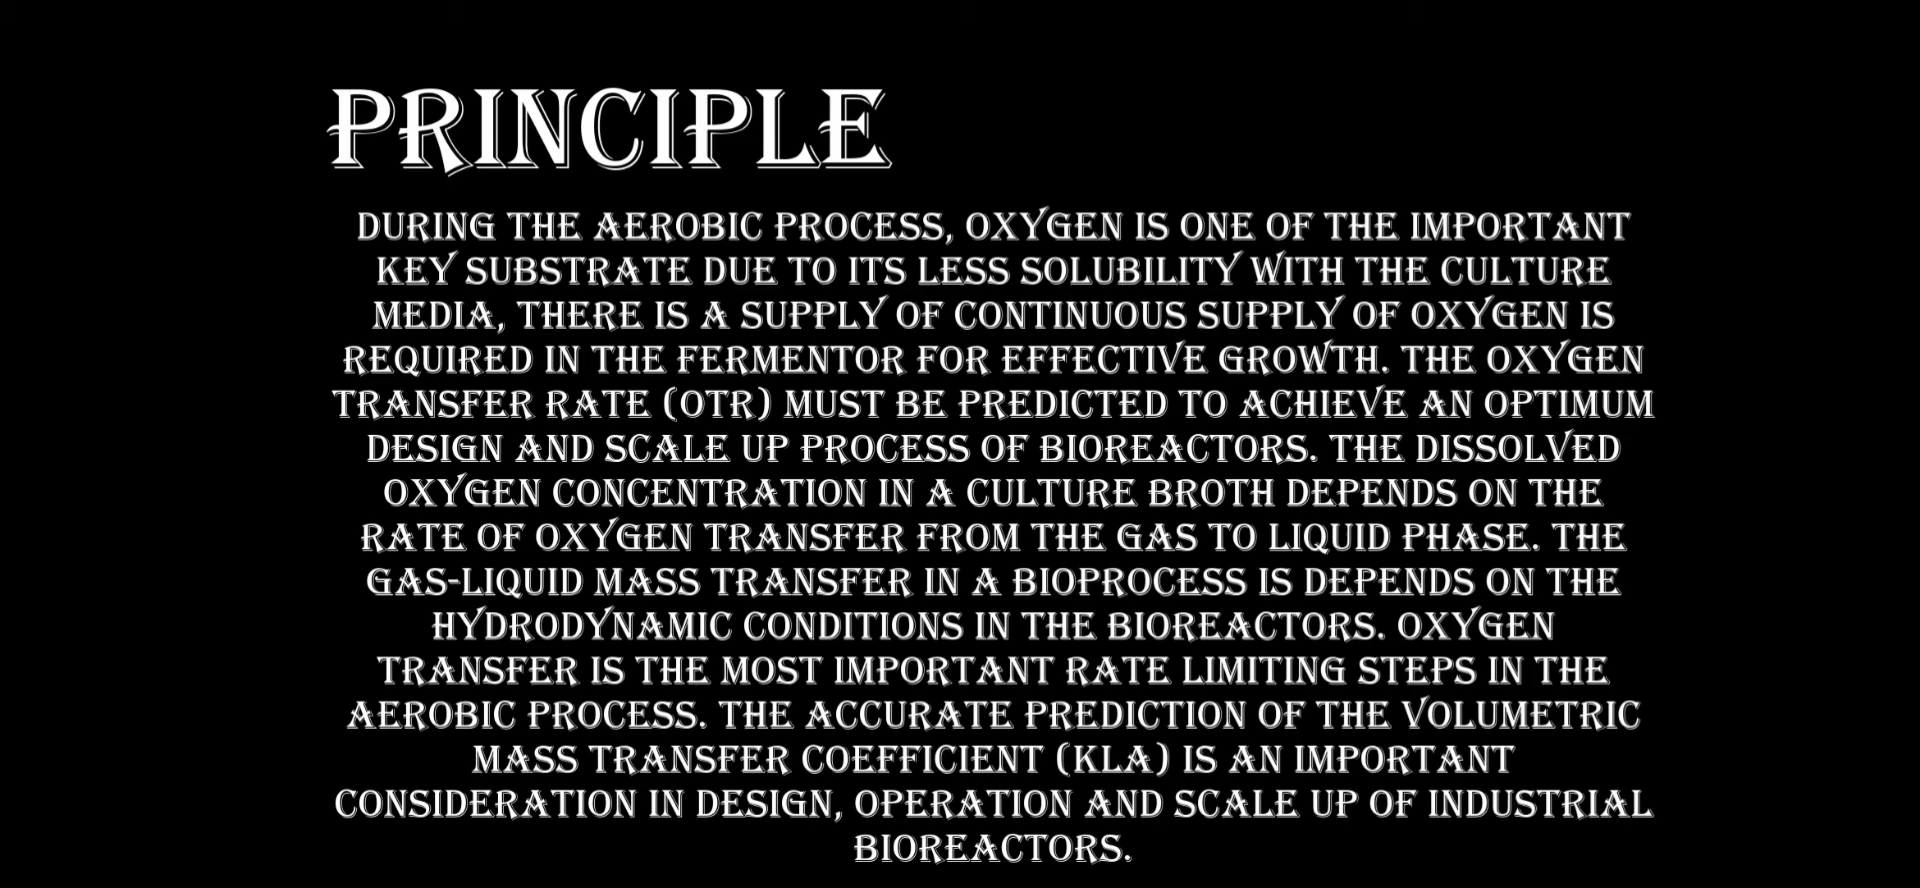 PRINCIPLE
DURING THE AEROBIC PROCESS, OXYGEN IS ONE OF THE IMPORTANT
KEY SUBSTRATE DUE TO ITS LESS SOLUBILITY WITH THE CULTURE
MEDIA, THERE IS A SUPPLY OF CONTINUOUS SUPPLY OF OXYGEN IS
REQUIRED IN THE FERMENTOR FOR EFFECTIVE GROWTH. THE OXYGEN
TRANSFER RATE (OTR) MUST BE PREDICTED TO ACHIEVE AN OPTIMUM
DESIGN AND SCALE UP PROCESS OF BIOREACTORS. THE DISSOLVED
OXYGEN CONCENTRATION IN A CULTURE BROTH DEPENDS ON THE
RATE OF OXYGEN TRANSFER FROM THE GAS TO LIQUID PHASE. THE
GAS-LIQUID MASS TRANSFER IN A BIOPROCESS IS DEPENDS ON THE
HYDRODYNAMIC CONDITIONS IN THE BIOREACTORS. OXYGEN
TRANSFER IS THE MOST IMPORTANT RATE LIMITING STEPS IN THE
AEROBIC PROCESS. THE ACCURATE PREDICTION OF THE VOLUMETRIC
MASS TRANSFER COEFFICIENT (KLA) IS AN IMPORTANT
CONSIDERATION IN DESIGN, OPERATION AND SCALE UP OF INDUSTRIAL
BIOREACTORS.